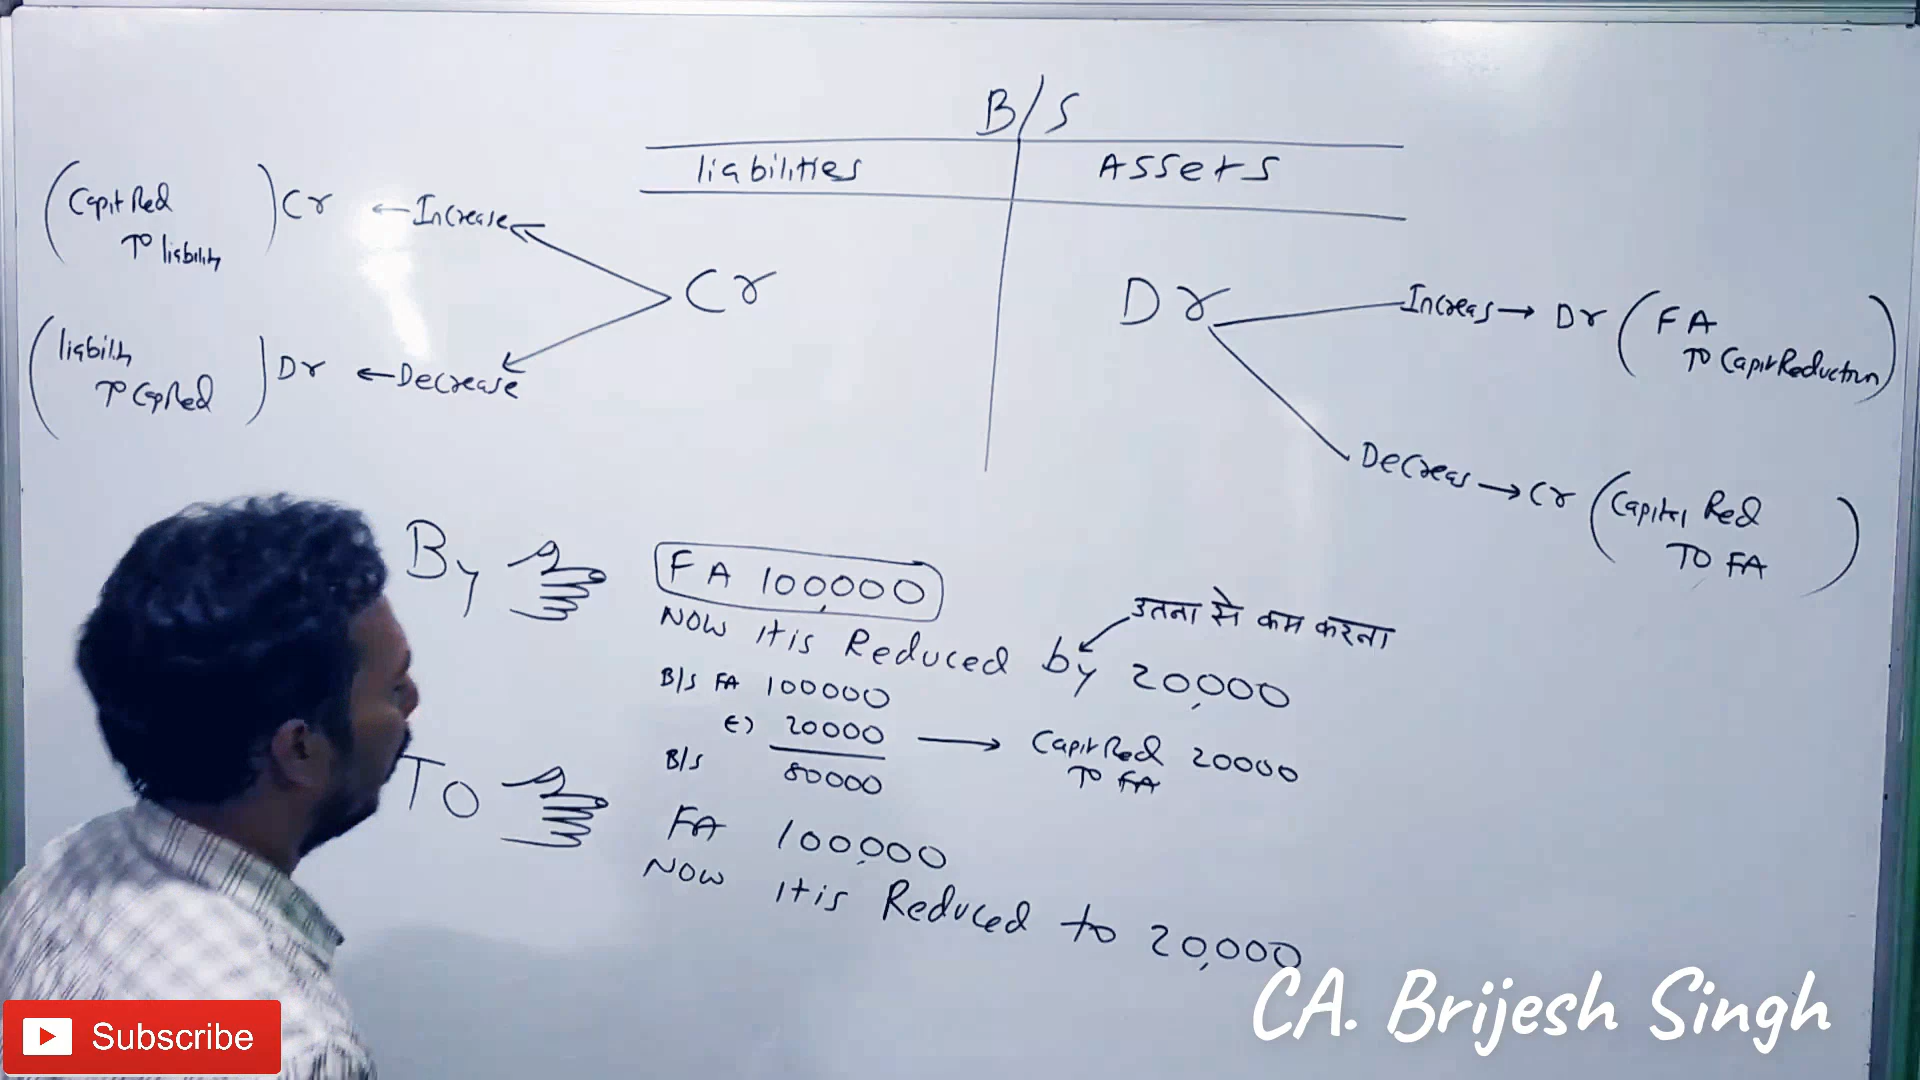 B/S
liabilities Assets
(Capit Red
To liability) Cr ← Increase
Cr
(liability
To Cap Red) Dr ← Decrease
Dr
Increas → Dr (FA
To Capit Reduction)
Decreas → Cr (Capital Red
To FA)
By FA 100,000
Now it is Reduced by 20,000
उतना से कम करना
B/S FA 100000
(-) 20000 → Capit Red 20000
To FA
B/S 80000
To FA 100,000
Now it is Reduced to 20,000
CA. Brijesh Singh
Subscribe